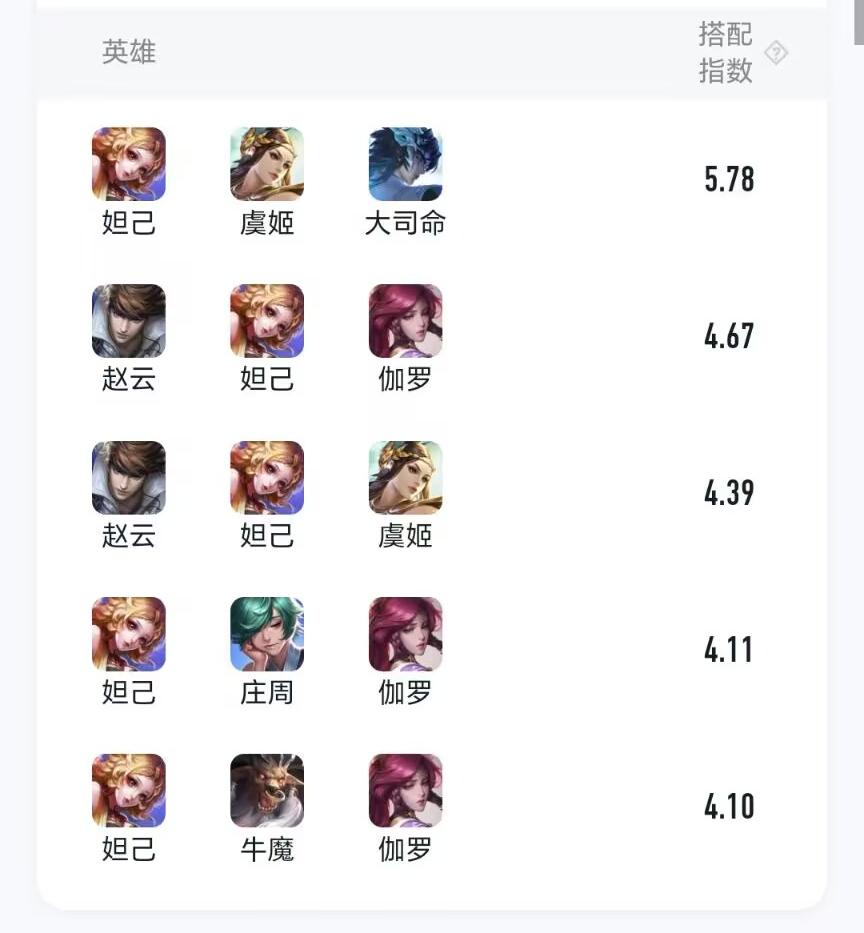 英雄
搭配
指数
?
妲己 虞姬 大司命 5.78
赵云 妲己 伽罗 4.67
赵云 妲己 虞姬 4.39
妲己 庄周 伽罗 4.11
妲己 牛魔 伽罗 4.10